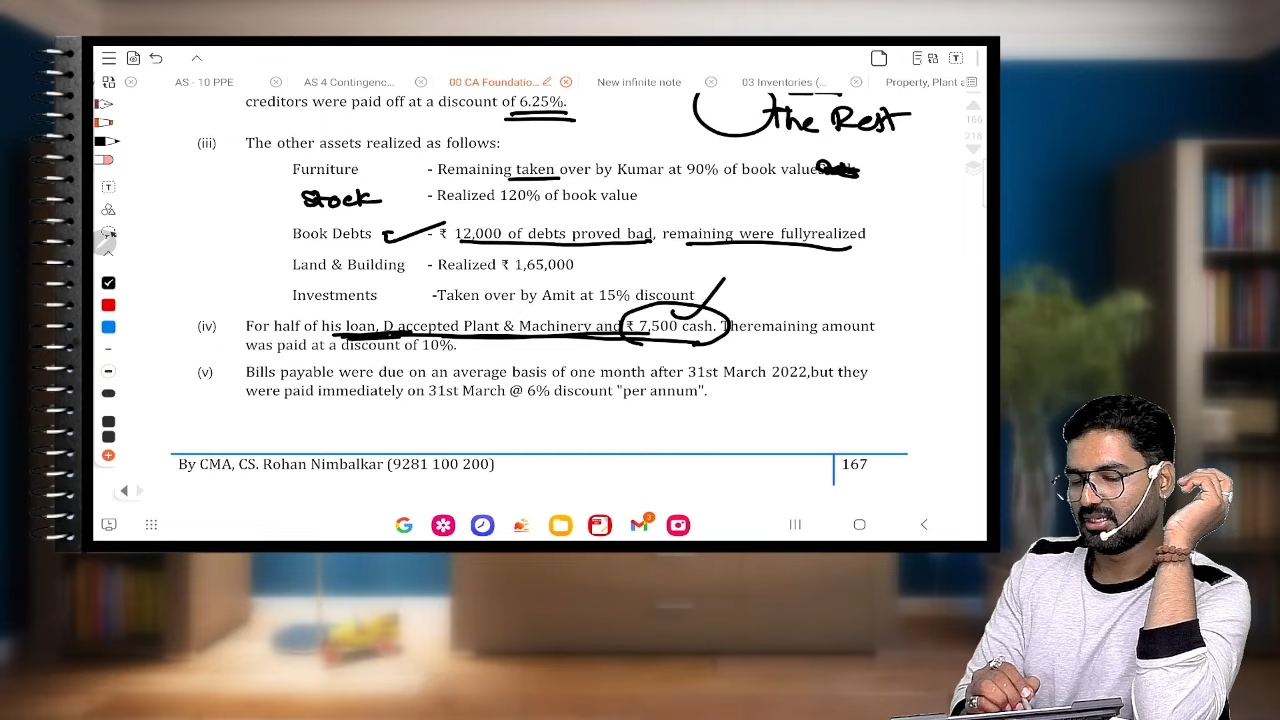 AS - 10 PPE
AS 4 Contingenc...
00 CA Foundatio...
New infinite note
03 Inventories (...
Property, Plant a
creditors were paid off at a discount of 6.25%.
the Rest
166
218
(iii) The other assets realized as follows:
Furniture - Remaining taken over by Kumar at 90% of book value
Stock - Realized 120% of book value
Book Debts - ₹ 12,000 of debts proved bad, remaining were fullyrealized
Land & Building - Realized ₹ 1,65,000
Investments -Taken over by Amit at 15% discount
(iv) For half of his loan, D accepted Plant & Machinery and ₹ 7,500 cash. Theremaining amount
was paid at a discount of 10%.
(v) Bills payable were due on an average basis of one month after 31st March 2022,but they
were paid immediately on 31st March @ 6% discount "per annum".
By CMA, CS. Rohan Nimbalkar (9281 100 200) 167
3